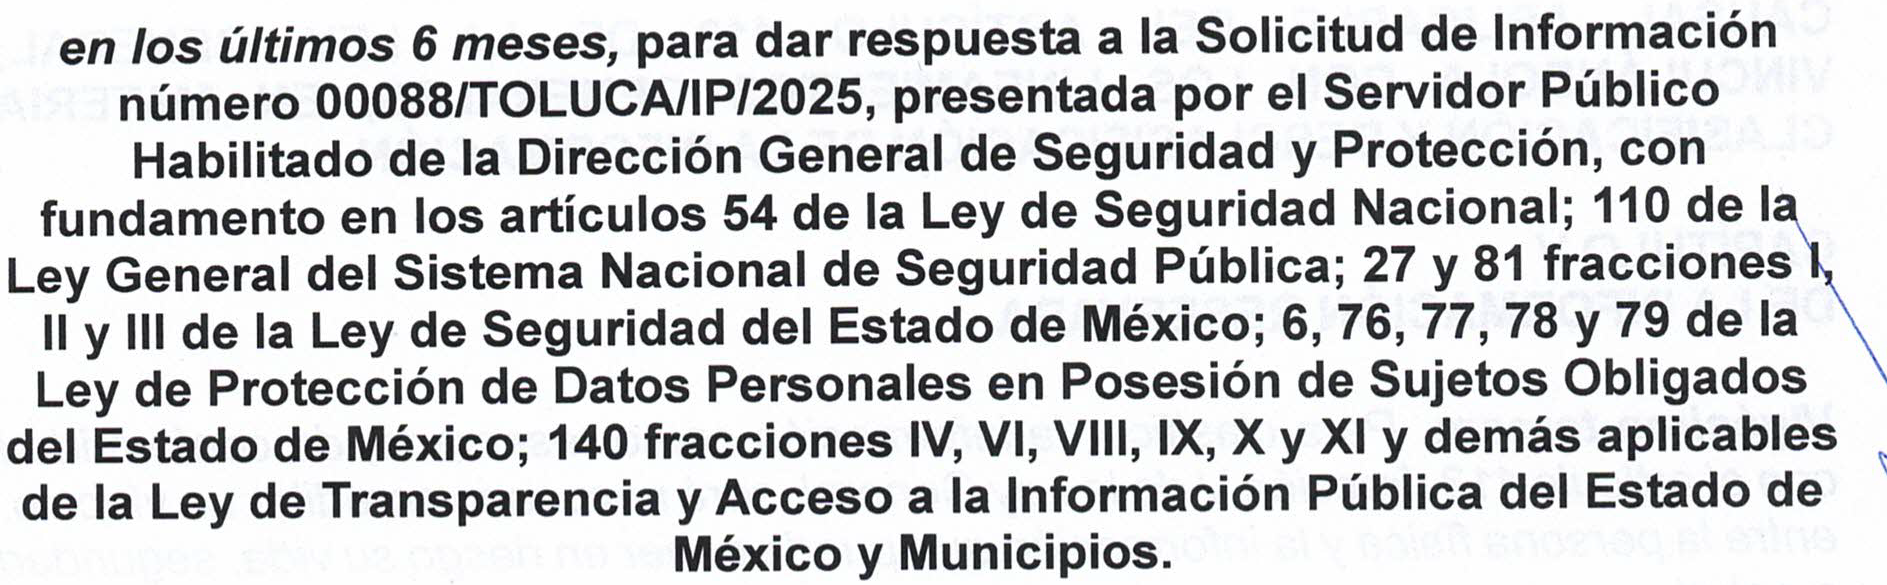 en los últimos 6 meses, para dar respuesta a la Solicitud de Información
número 00088/TOLUCA/IP/2025, presentada por el Servidor Público
Habilitado de la Dirección General de Seguridad y Protección, con
fundamento en los artículos 54 de la Ley de Seguridad Nacional; 110 de la
Ley General del Sistema Nacional de Seguridad Pública; 27 y 81 fracciones I,
II y III de la Ley de Seguridad del Estado de México; 6, 76, 77, 78 y 79 de la
Ley de Protección de Datos Personales en Posesión de Sujetos Obligados
del Estado de México; 140 fracciones IV, VI, VIII, IX, X y XI y demás aplicables
de la Ley de Transparencia y Acceso a la Información Pública del Estado de
México y Municipios.